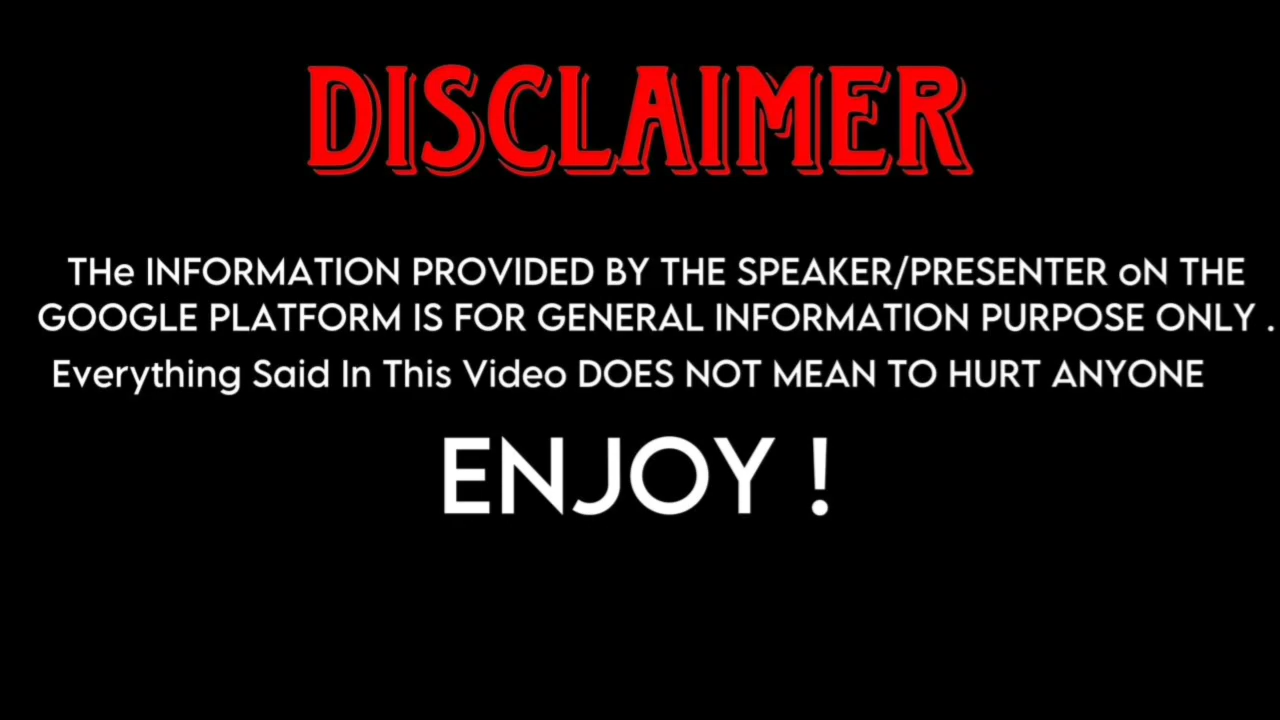 DISCLAIMER
THe INFORMATION PROVIDED BY THE SPEAKER/PRESENTER oN THE
GOOGLE PLATFORM IS FOR GENERAL INFORMATION PURPOSE ONLY .
Everything Said In This Video DOES NOT MEAN TO HURT ANYONE
ENJOY !